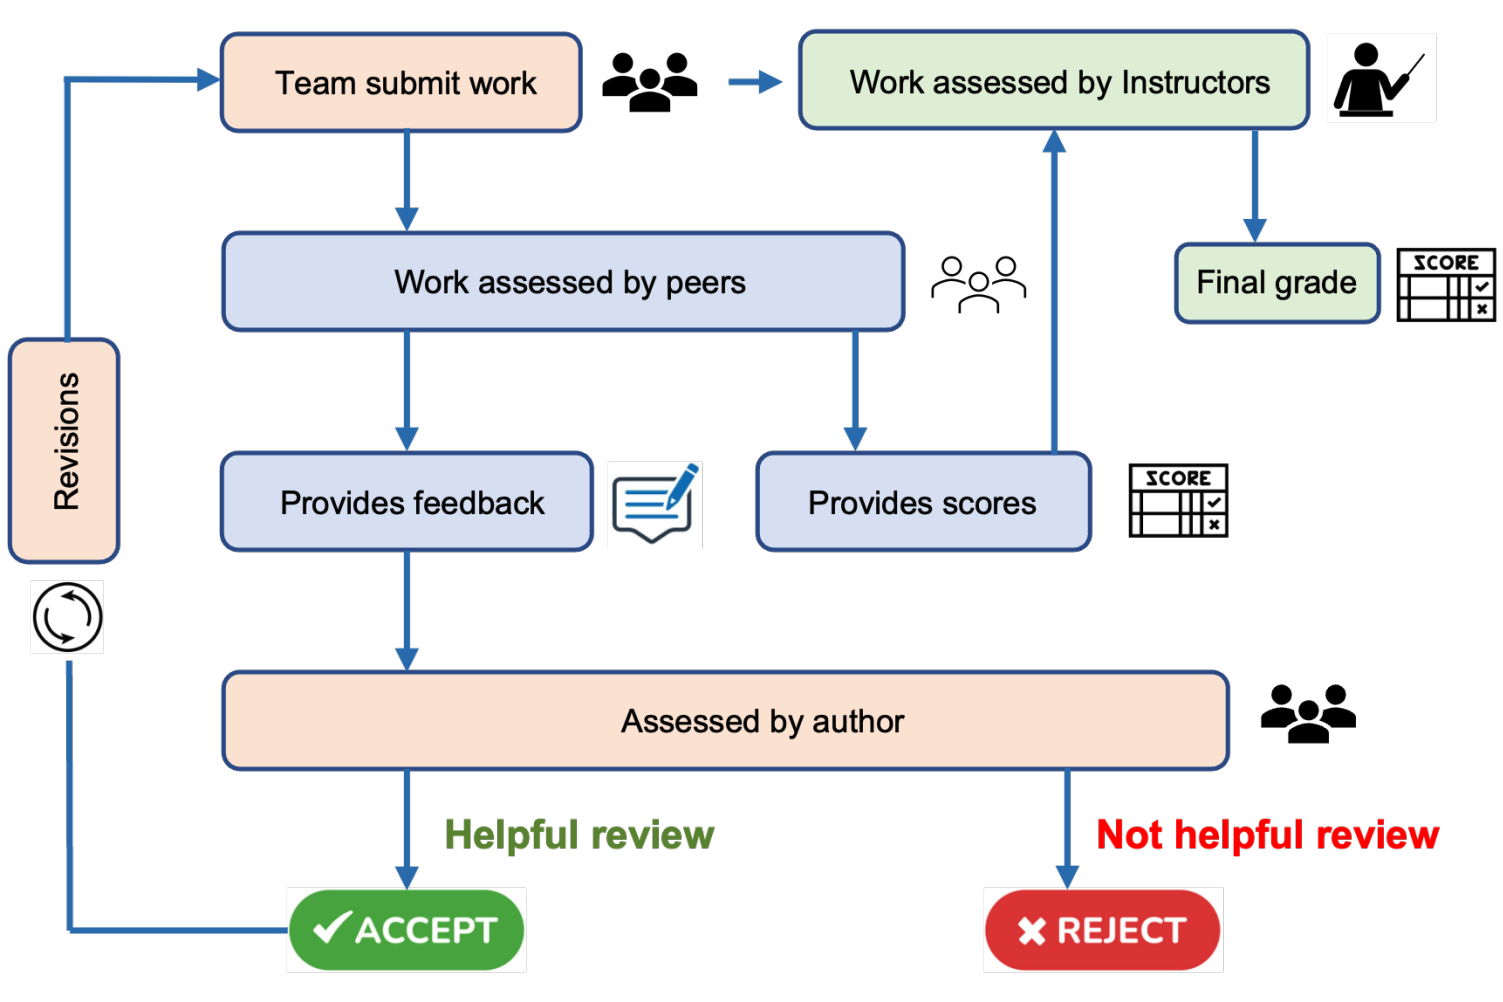 Team submit work
Work assessed by Instructors
Work assessed by peers
Final grade
SCORE
Revisions
Provides feedback
Provides scores
SCORE
Assessed by author
Helpful review
Not helpful review
ACCEPT
REJECT